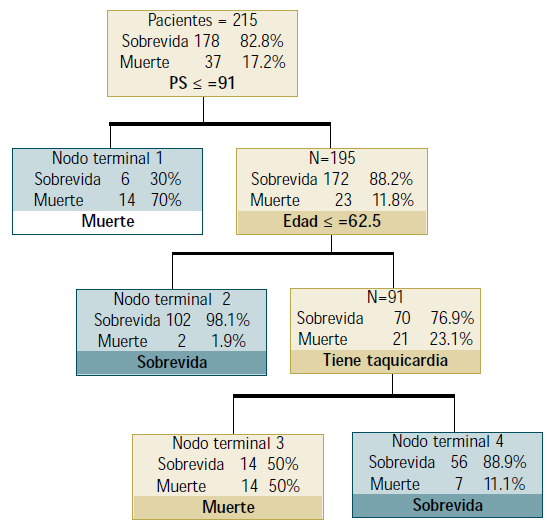 Pacientes = 215
Sobrevida 178 82.8%
Muerte 37 17.2%
PS ≤ =91
Nodo terminal 1
Sobrevida 6 30%
Muerte 14 70%
Muerte
N=195
Sobrevida 172 88.2%
Muerte 23 11.8%
Edad ≤ =62.5
Nodo terminal 2
Sobrevida 102 98.1%
Muerte 2 1.9%
Sobrevida
N=91
Sobrevida 70 76.9%
Muerte 21 23.1%
Tiene taquicardia
Nodo terminal 3
Sobrevida 14 50%
Muerte 14 50%
Muerte
Nodo terminal 4
Sobrevida 56 88.9%
Muerte 7 11.1%
Sobrevida